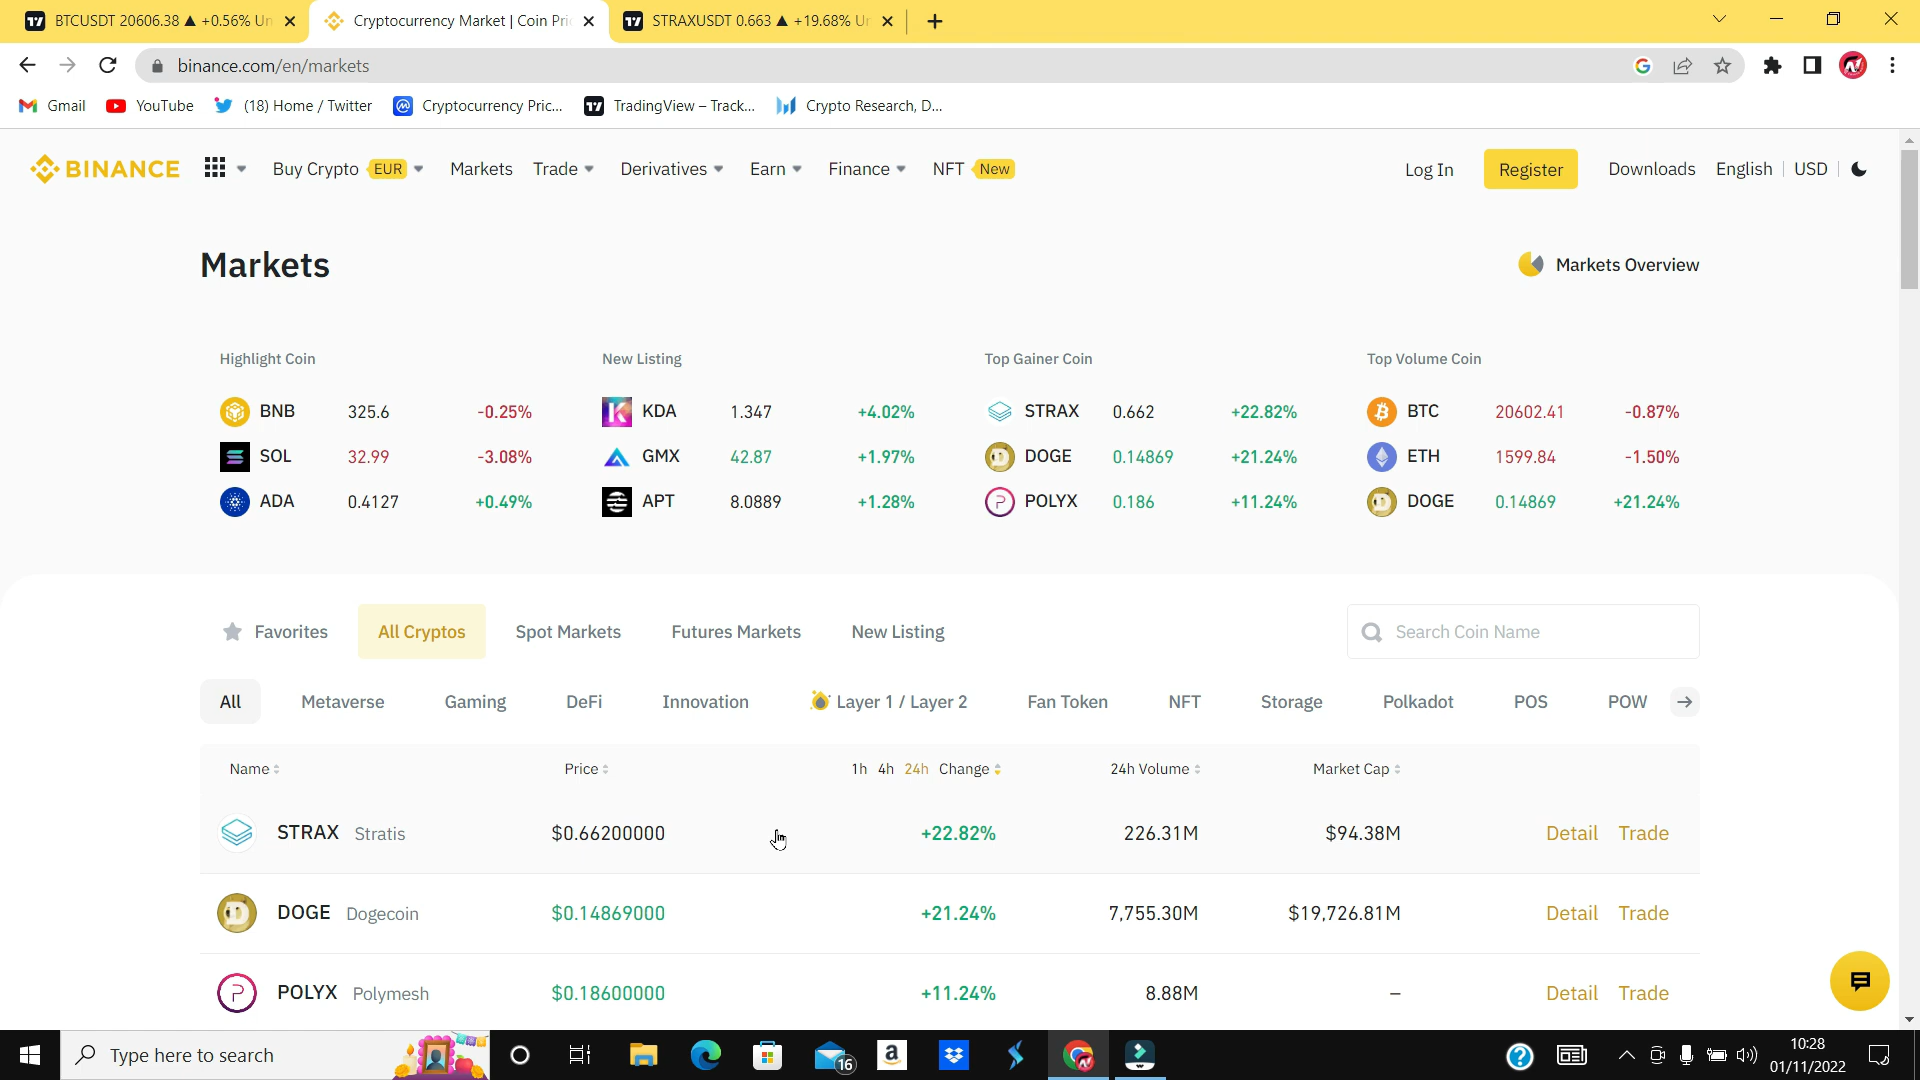 BTCUSDT 20606.38 ▲ +0.56% Un
Cryptocurrency Market | Coin Pri
STRAXUSDT 0.663 ▲ +19.68% Un
binance.com/en/markets
Gmail
YouTube
(18) Home / Twitter
Cryptocurrency Pric...
TradingView – Track...
Crypto Research, D...
BINANCE
Buy Crypto EUR
Markets
Trade
Derivatives
Earn
Finance
NFT New
Log In
Register
Downloads
English
USD
Markets
Markets Overview
Highlight Coin
New Listing
Top Gainer Coin
Top Volume Coin
BNB 325.6 -0.25%
KDA 1.347 +4.02%
STRAX 0.662 +22.82%
BTC 20602.41 -0.87%
SOL 32.99 -3.08%
GMX 42.87 +1.97%
DOGE 0.14869 +21.24%
ETH 1599.84 -1.50%
ADA 0.4127 +0.49%
APT 8.0889 +1.28%
POLYX 0.186 +11.24%
DOGE 0.14869 +21.24%
Favorites
All Cryptos
Spot Markets
Futures Markets
New Listing
Search Coin Name
All
Metaverse
Gaming
DeFi
Innovation
Layer 1 / Layer 2
Fan Token
NFT
Storage
Polkadot
POS
POW
Name
Price
1h 4h 24h Change
24h Volume
Market Cap
STRAX Stratis $0.66200000 +22.82% 226.31M $94.38M Detail Trade
DOGE Dogecoin $0.14869000 +21.24% 7,755.30M $19,726.81M Detail Trade
POLYX Polymesh $0.18600000 +11.24% 8.88M – Detail Trade
Type here to search
16
10:28
01/11/2022